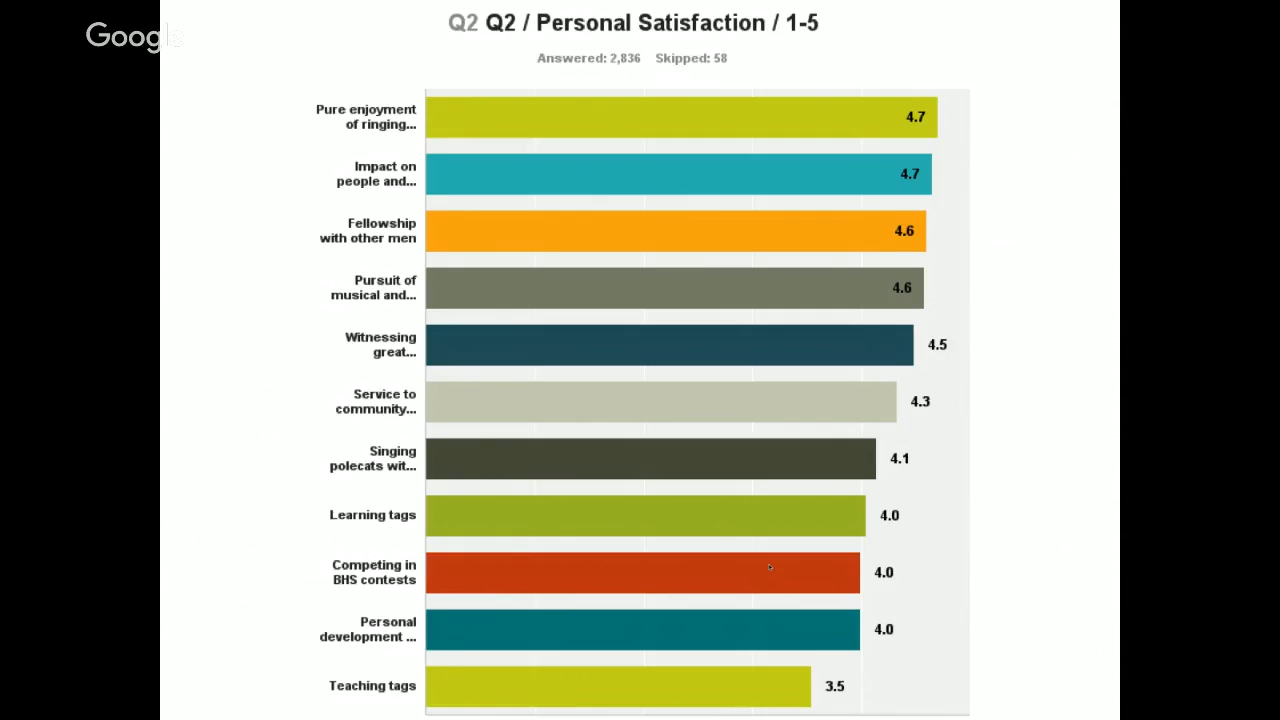 Google
Q2 Q2 / Personal Satisfaction / 1-5
Answered: 2,836 Skipped: 58
Pure enjoyment
of ringing...
4.7
Impact on
people and...
4.7
Fellowship
with other men
4.6
Pursuit of
musical and...
4.6
Witnessing
great...
4.5
Service to
community...
4.3
Singing
polecats wit...
4.1
Learning tags
4.0
Competing in
BHS contests
4.0
Personal
development ...
4.0
Teaching tags
3.5